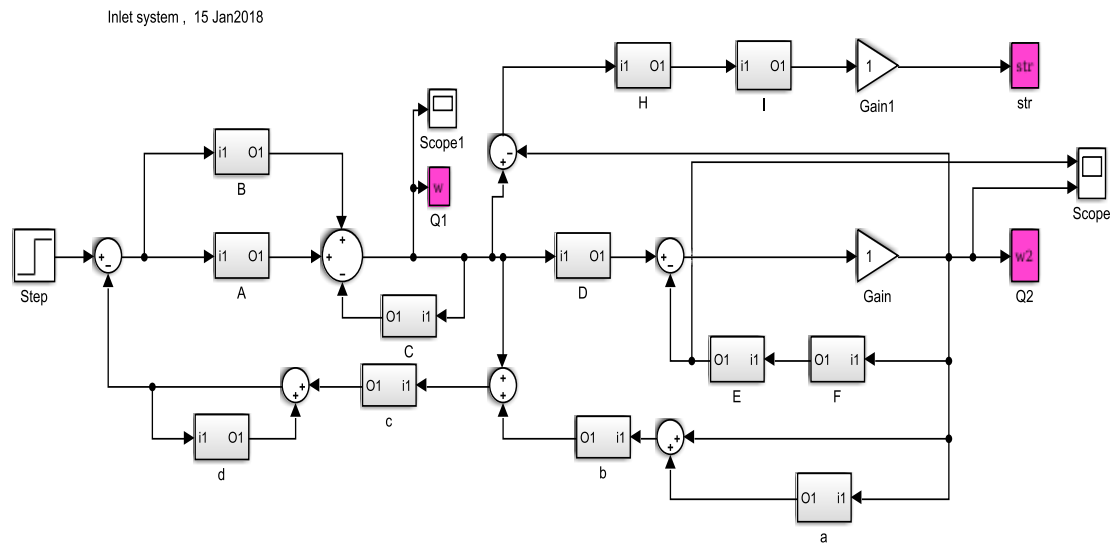 Inlet system , 15 Jan2018
i1 O1
H
i1 O1
I
1
Gain1
str
str
Scope1
i1 O1
B
+
-
w
Q1
Scope
Step
+
-
i1 O1
A
+
+
-
i1 O1
D
+
-
1
Gain
w2
Q2
O1 i1
C
O1 i1
E
O1 i1
F
+
+
O1 i1
c
+
+
i1 O1
d
O1 i1
b
+
+
O1 i1
a